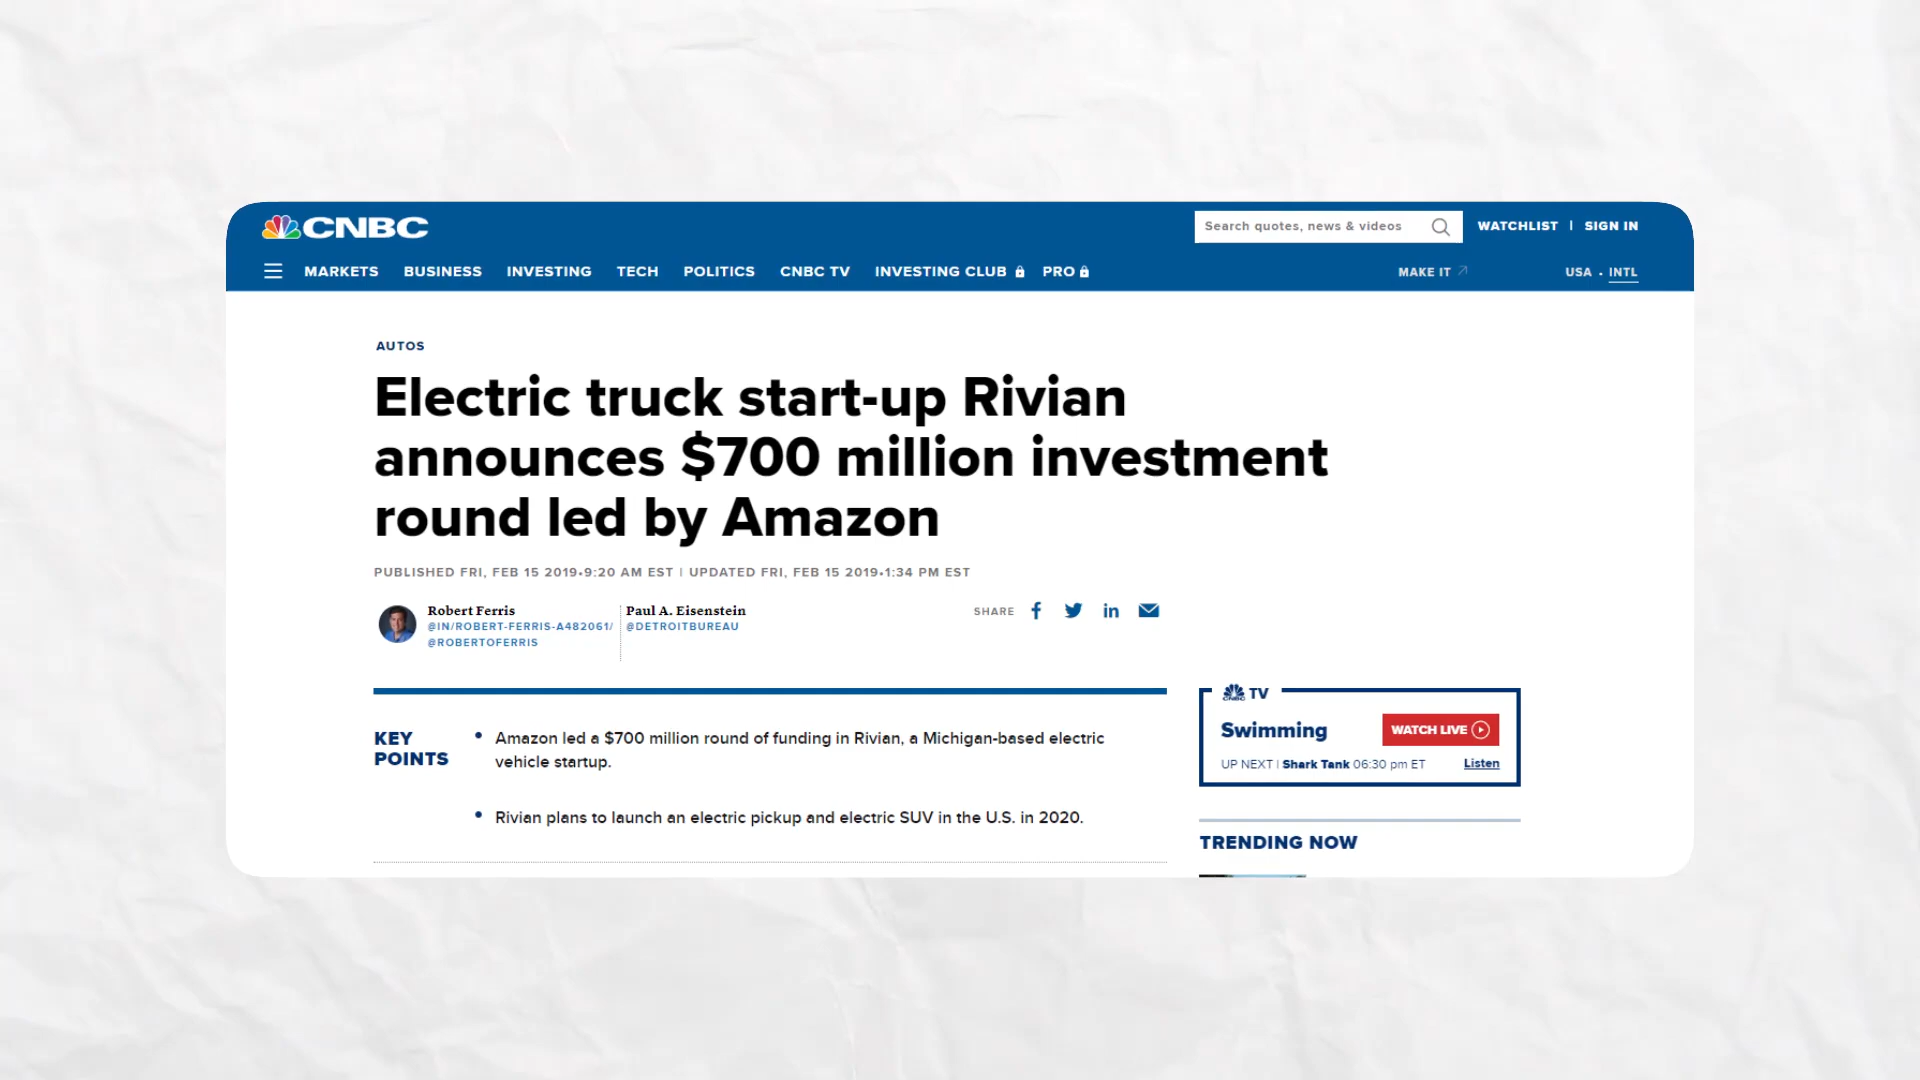 CNBC
Search quotes, news & videos
WATCHLIST | SIGN IN
MARKETS BUSINESS INVESTING TECH POLITICS CNBC TV INVESTING CLUB PRO MAKE IT USA • INTL
AUTOS
Electric truck start-up Rivian
announces $700 million investment
round led by Amazon
PUBLISHED FRI, FEB 15 2019•9:20 AM EST | UPDATED FRI, FEB 15 2019•1:34 PM EST
Robert Ferris
@IN/ROBERT-FERRIS-A482061/
@ROBERTOFERRIS
Paul A. Eisenstein
@DETROITBUREAU
SHARE
KEY
POINTS
Amazon led a $700 million round of funding in Rivian, a Michigan-based electric
vehicle startup.
Rivian plans to launch an electric pickup and electric SUV in the U.S. in 2020.
CNBC TV
Swimming
WATCH LIVE
UP NEXT | Shark Tank 06:30 pm ET
Listen
TRENDING NOW